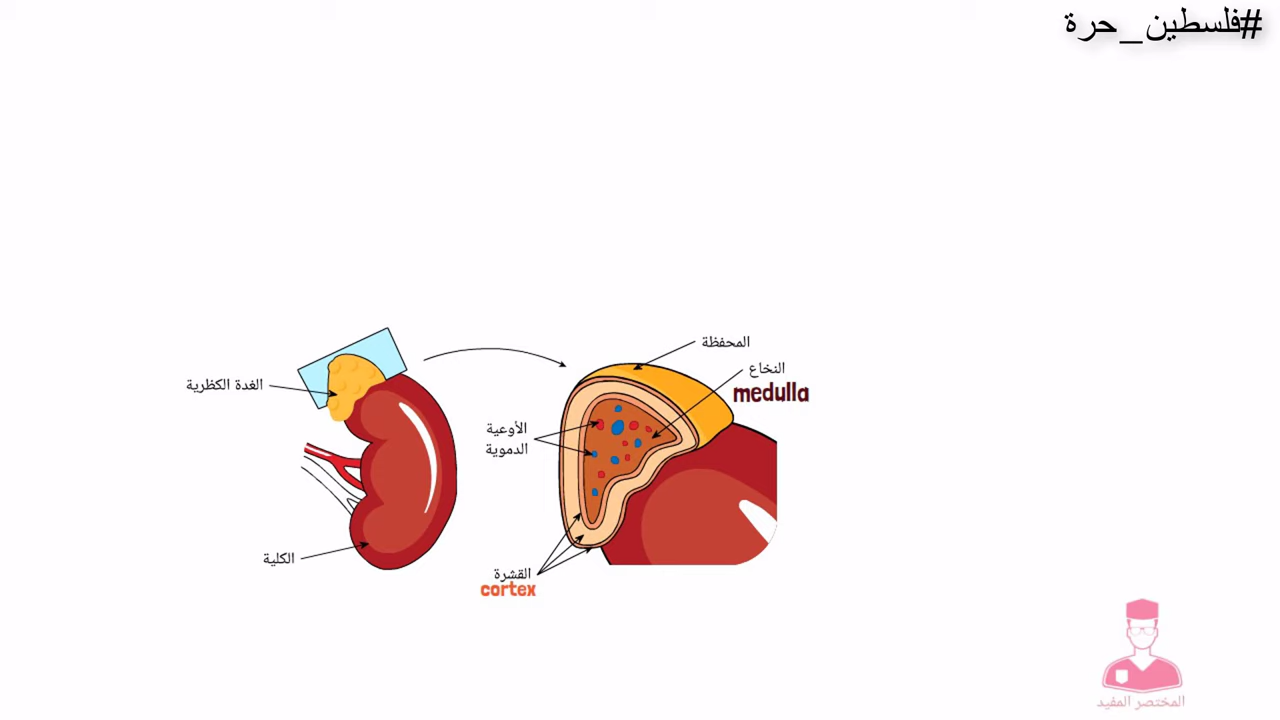 #فلسطين_حرة
المحفظة
النخاع
medulla
الغدة الكظرية
الأوعية
الدموية
الكلية
القشرة
cortex
المختصر المفيد